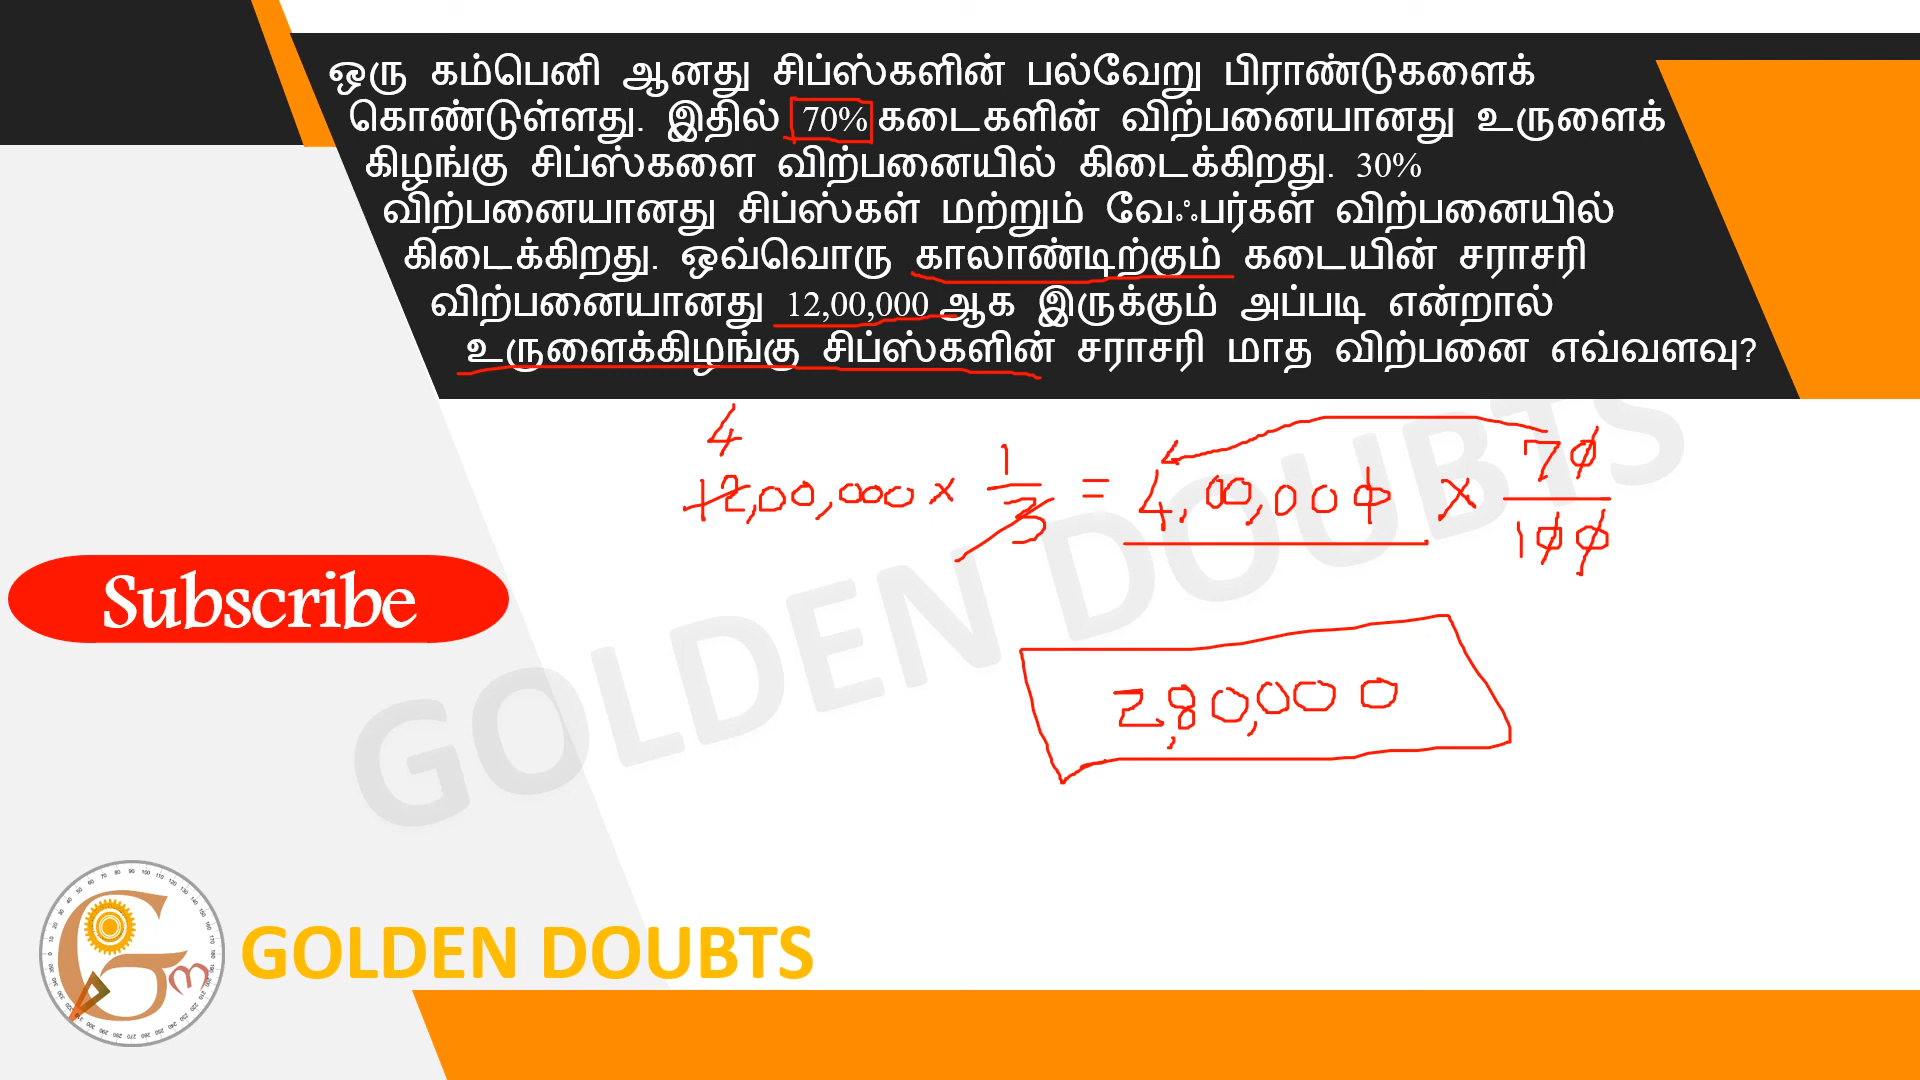 ஒரு கம்பெனி ஆனது சிப்ஸ்களின் பல்வேறு பிராண்டுகளைக்
கொண்டுள்ளது. இதில் 70% கடைகளின் விற்பனையானது உருளைக்
கிழங்கு சிப்ஸ்களை விற்பனையில் கிடைக்கிறது. 30%
விற்பனையானது சிப்ஸ்கள் மற்றும் வேஃபர்கள் விற்பனையில்
கிடைக்கிறது. ஒவ்வொரு காலாண்டிற்கும் கடையின் சராசரி
விற்பனையானது 12,00,000 ஆக இருக்கும் அப்படி என்றால்
உருளைக்கிழங்கு சிப்ஸ்களின் சராசரி மாத விற்பனை எவ்வளவு?
4
12,00,000 × 1/3 = 4,00,000 × 70/100
2,80,000
Subscribe
GOLDEN DOUBTS
GOLDEN DOUBTS